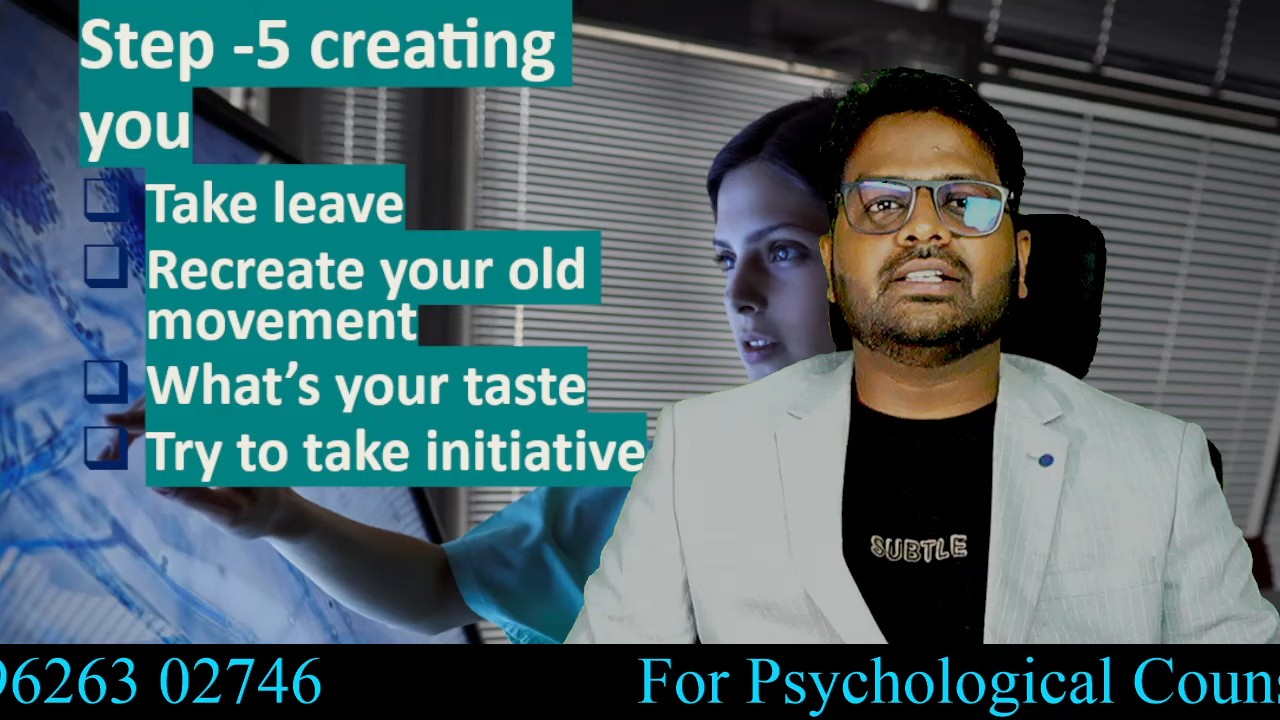 Step -5 creating
you
Take leave
Recreate your old
movement
What's your taste
Try to take initiative
SUBTLE
96263 02746 For Psychological